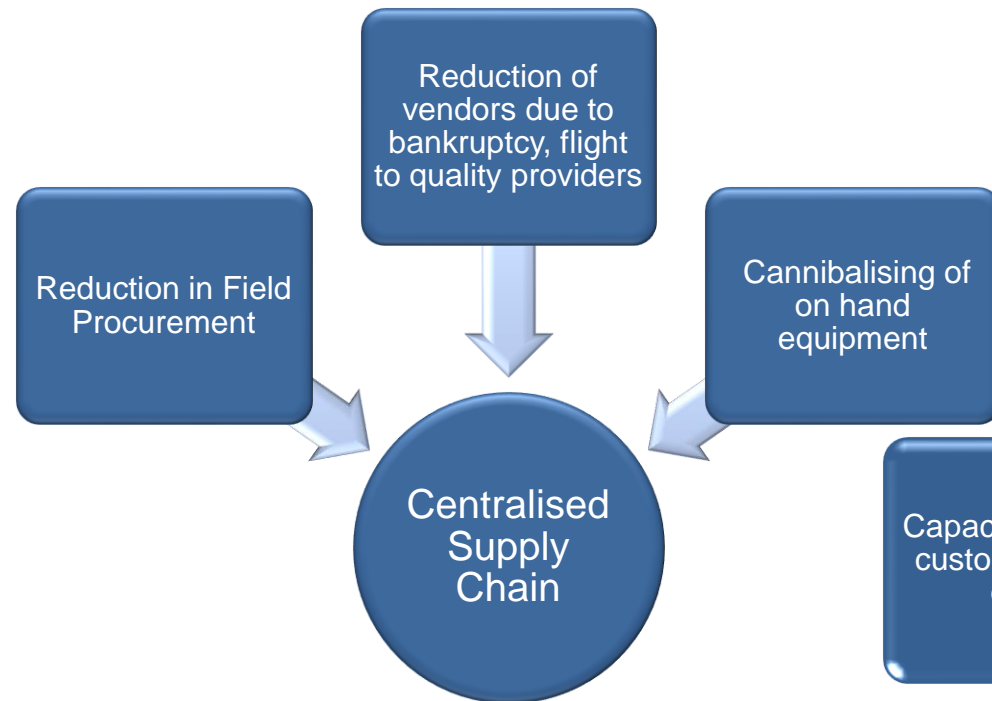 Reduction of
vendors due to
bankruptcy, flight
to quality providers
Reduction in Field
Procurement
Cannibalising of
on hand
equipment
Centralised
Supply
Chain